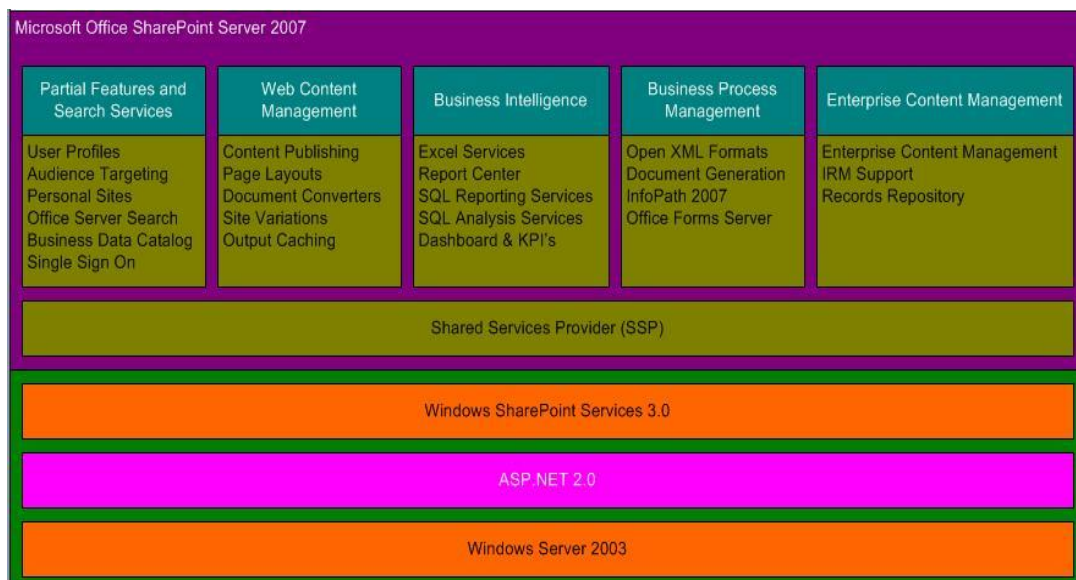 Microsoft Office SharePoint Server 2007
Partial Features and
Search Services
User Profiles
Audience Targeting
Personal Sites
Office Server Search
Business Data Catalog
Single Sign On
Web Content
Management
Content Publishing
Page Layouts
Document Converters
Site Variations
Output Caching
Business Intelligence
Excel Services
Report Center
SQL Reporting Services
SQL Analysis Services
Dashboard & KPI's
Business Process
Management
Open XML Formats
Document Generation
InfoPath 2007
Office Forms Server
Enterprise Content Management
Enterprise Content Management
IRM Support
Records Repository
Shared Services Provider (SSP)
Windows SharePoint Services 3.0
ASP.NET 2.0
Windows Server 2003